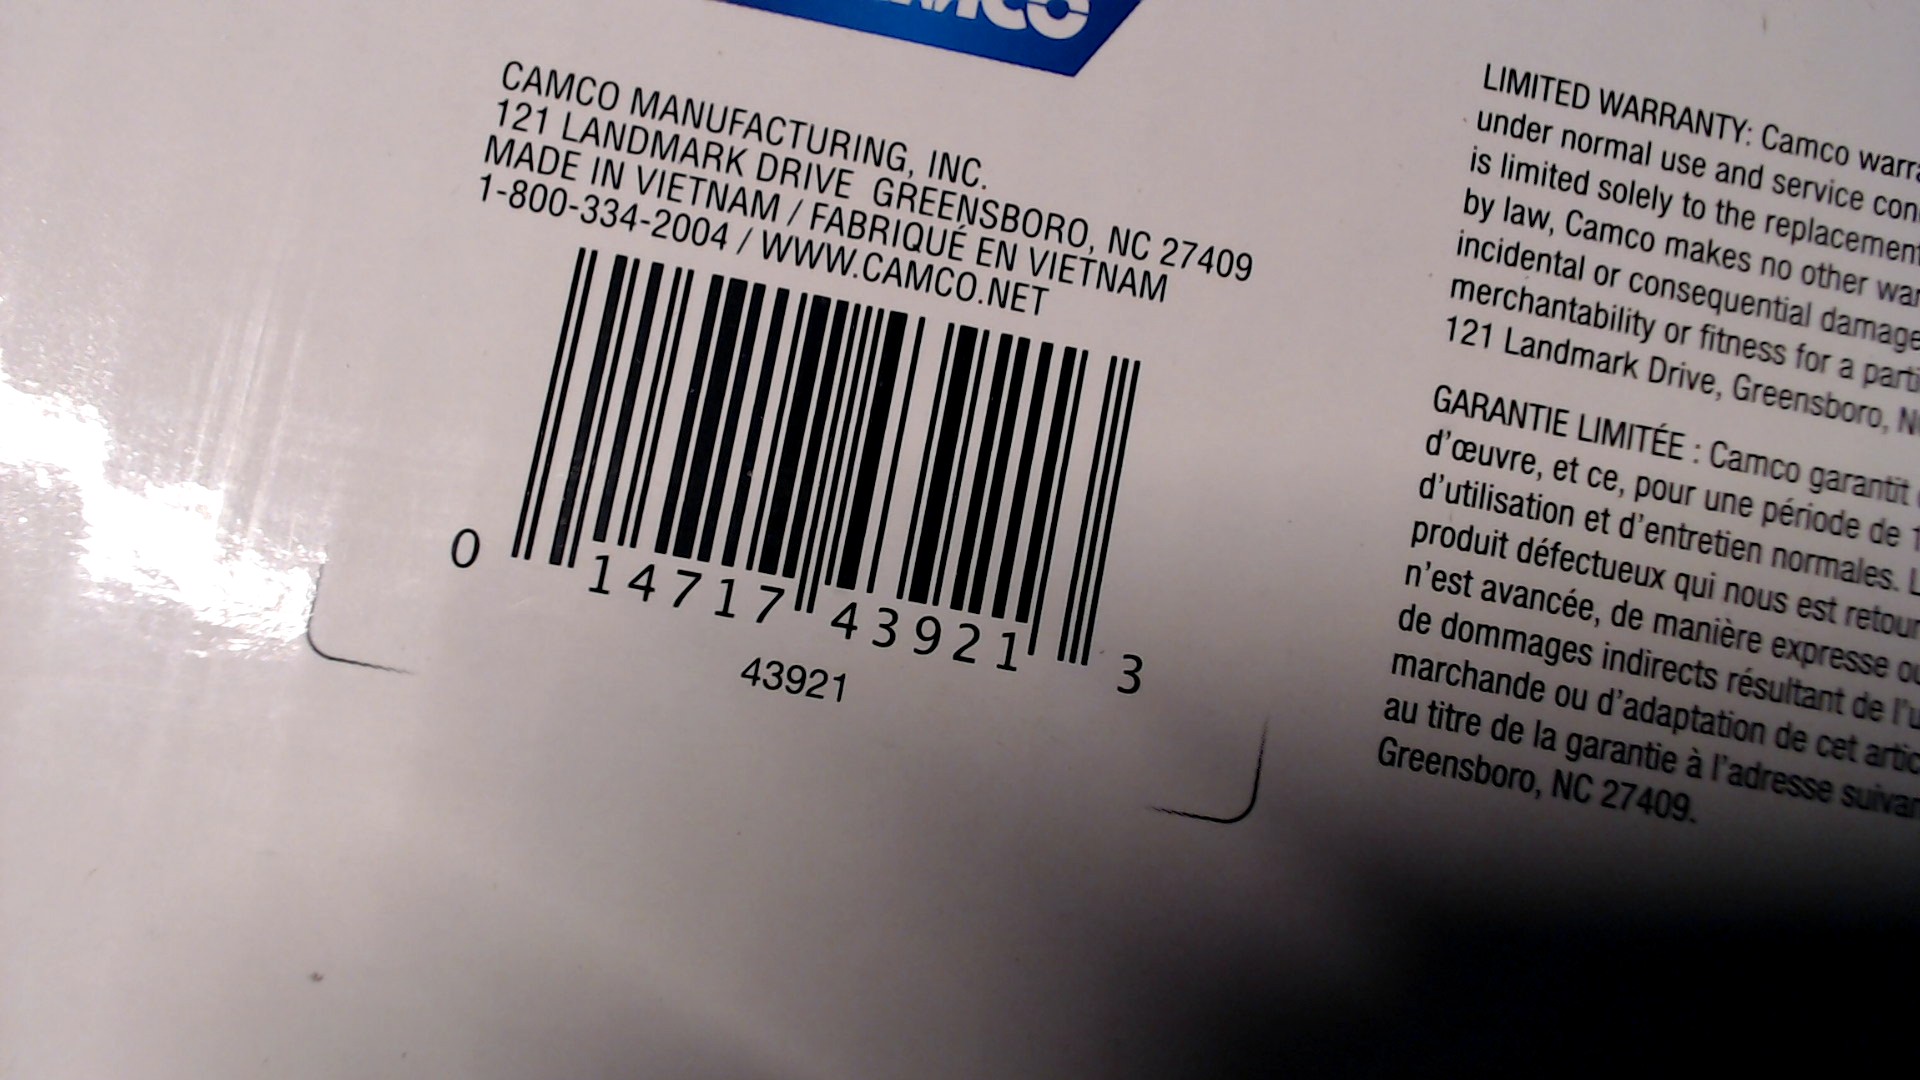 CAMCO MANUFACTURING, INC.
121 LANDMARK DRIVE GREENSBORO, NC 27409
MADE IN VIETNAM / FABRIQUÉ EN VIETNAM
1-800-334-2004 / WWW.CAMCO.NET
0 14717 43921 3
43921
LIMITED WARRANTY: Camco
under normal use and service
is limited solely to the replacement
by law, Camco makes no other
incidental or consequential damage
merchantability or fitness for a
121 Landmark Drive, Greensboro,
GARANTIE LIMITÉE : Camco garantit
d'œuvre, et ce, pour une période de
d'utilisation et d'entretien normales.
produit défectueux qui nous est
n'est avancée, de manière expresse
de dommages indirects résultant de
marchande ou d'adaptation de cet
au titre de la garantie à l'adresse
Greensboro, NC 27409.